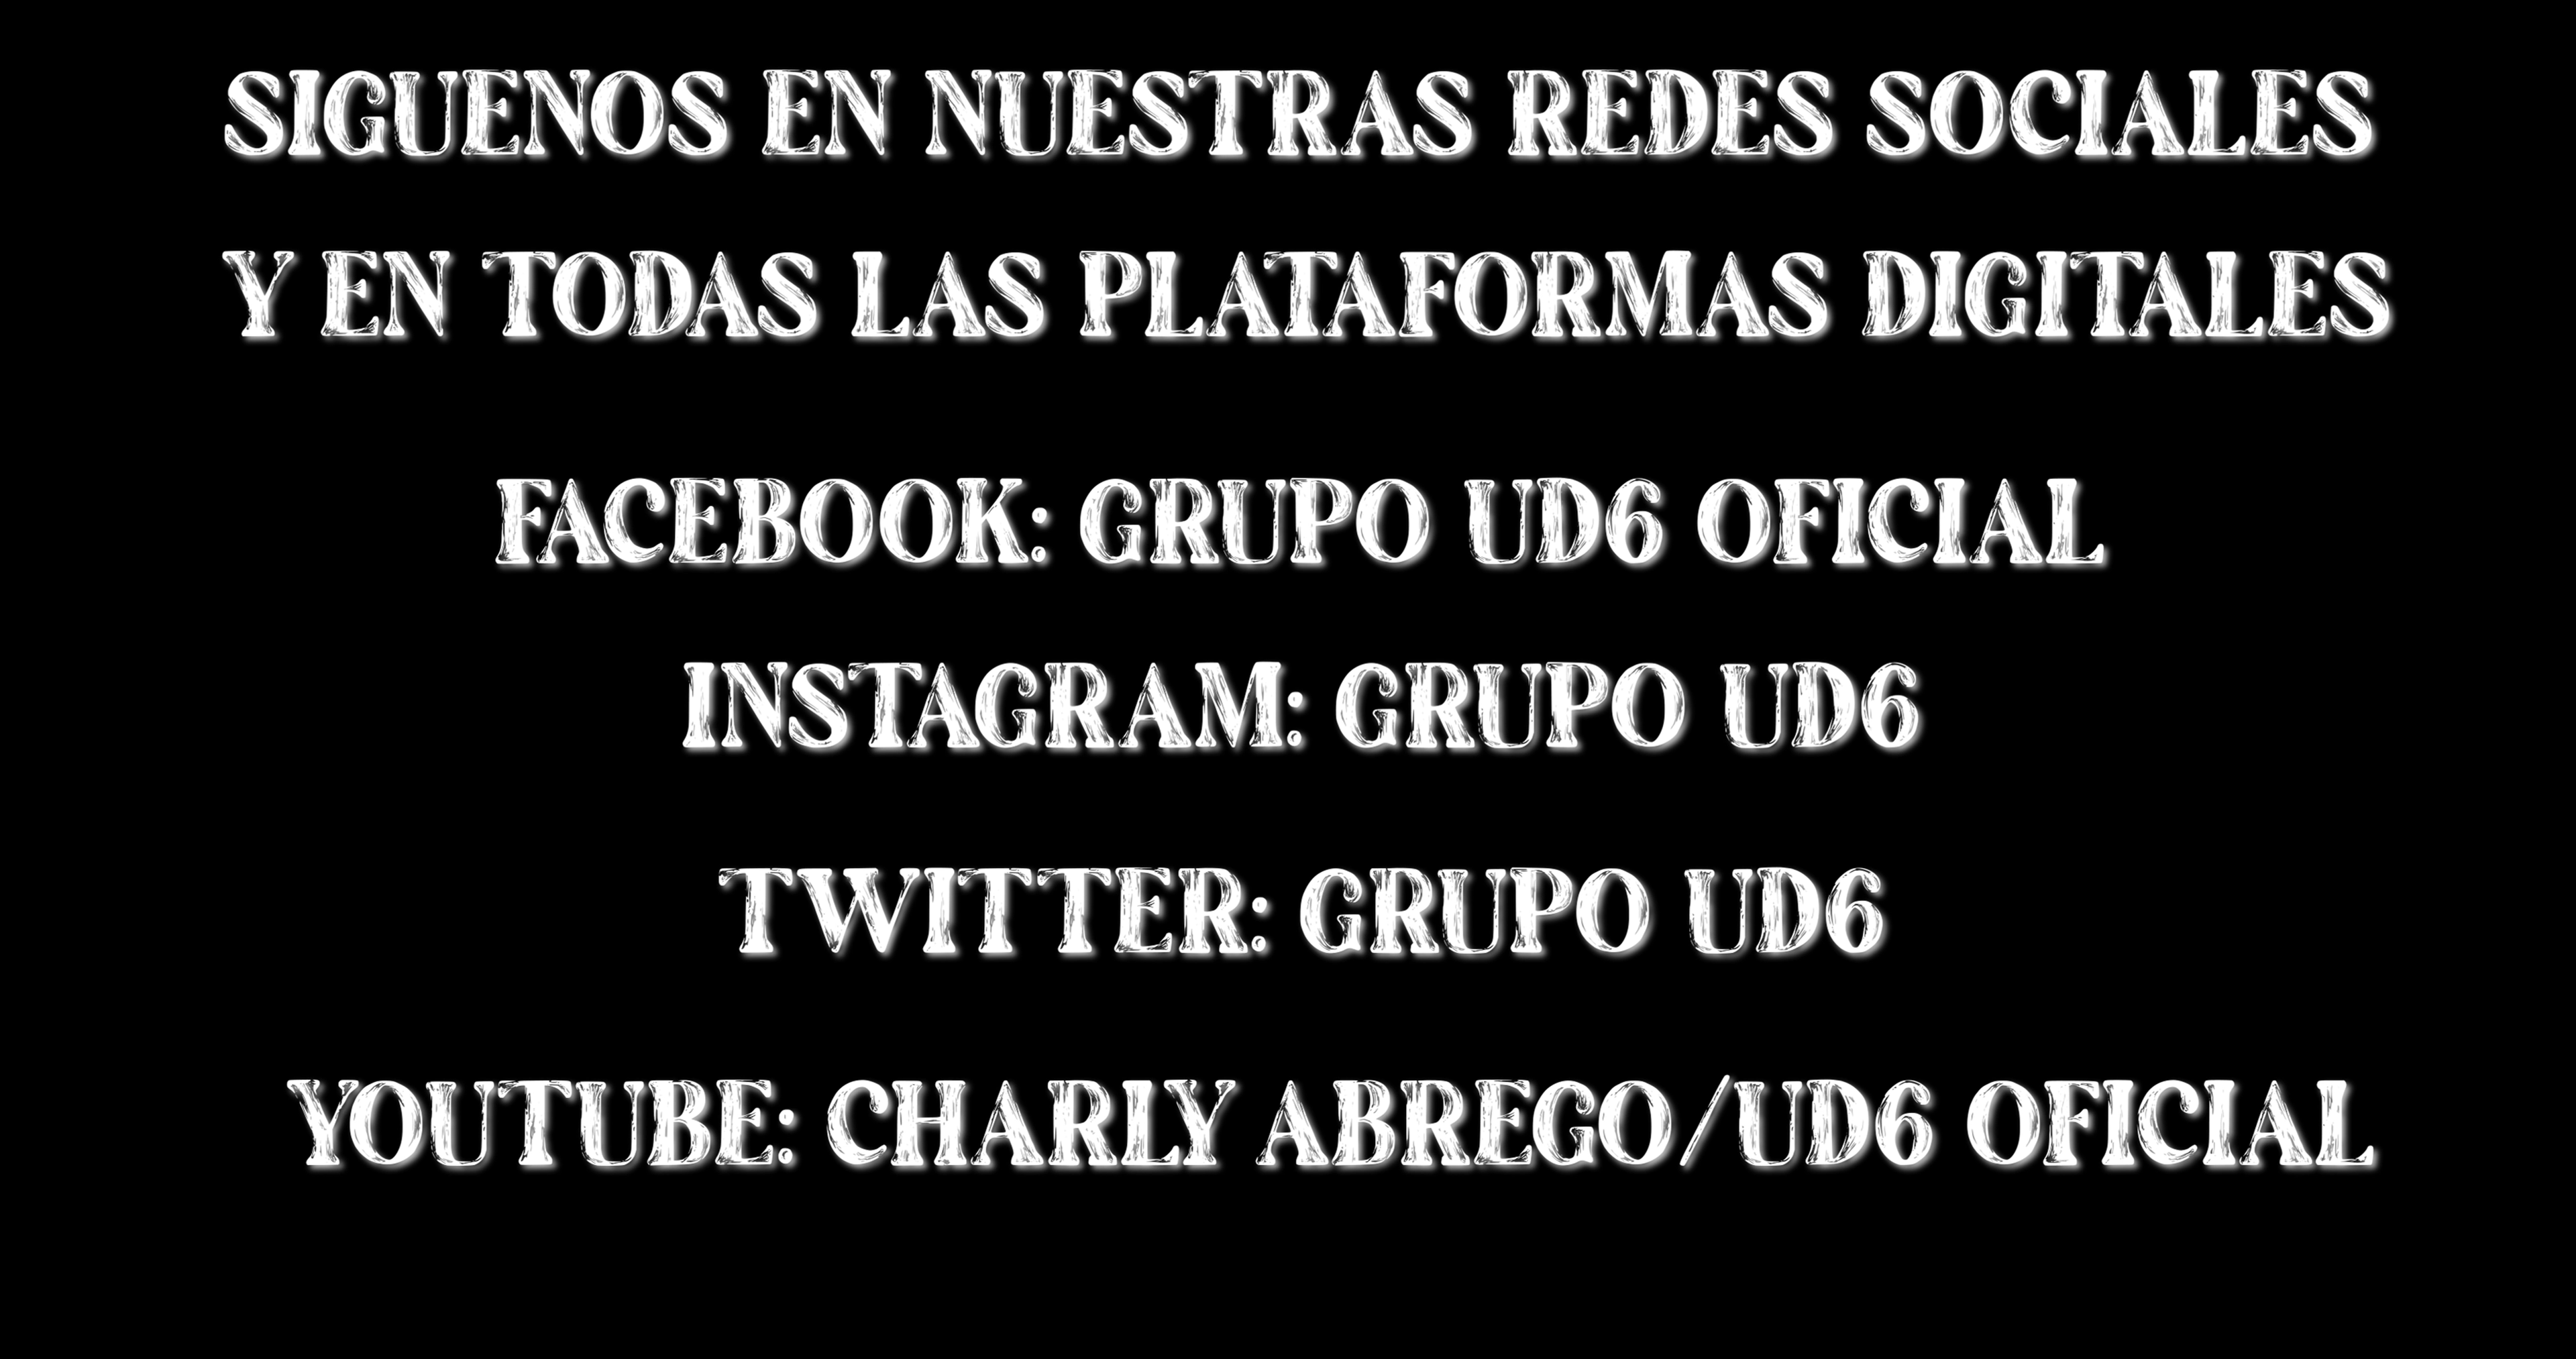 SIGUENOS EN NUESTRAS REDES SOCIALES
Y EN TODAS LAS PLATAFORMAS DIGITALES
FACEBOOK: GRUPO UD6 OFICIAL
INSTAGRAM: GRUPO UD6
TWITTER: GRUPO UD6
YOUTUBE: CHARLY ABREGO/UD6 OFICIAL